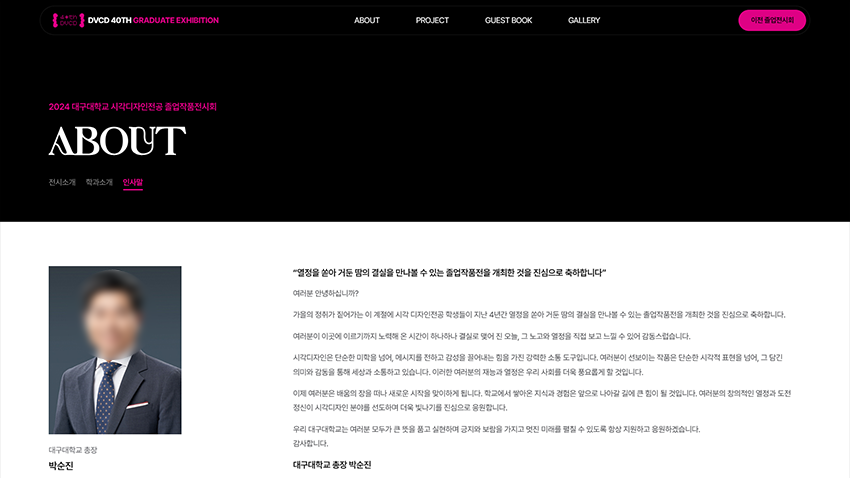 40TH
DVCD
DVCD 40TH GRADUATE EXHIBITION
ABOUT
PROJECT
GUEST BOOK
GALLERY
이전 졸업전시회
2024 대구대학교 시각디자인전공 졸업작품전시회
ABOUT
전시소개
학과소개
인사말
“열정을 쏟아 거둔 땀의 결실을 만나볼 수 있는 졸업작품전을 개최한 것을 진심으로 축하합니다”
여러분 안녕하십니까?
가을의 정취가 짙어가는 이 계절에 시각 디자인전공 학생들이 지난 4년간 열정을 쏟아 거둔 땀의 결실을 만나볼 수 있는 졸업작품전을 개최한 것을 진심으로 축하합니다.
여러분이 이곳에 이르기까지 노력해 온 시간이 하나하나 결실로 맺어 진 오늘, 그 노고와 열정을 직접 보고 느낄 수 있어 감동스럽습니다.
시각디자인은 단순한 미학을 넘어, 메시지를 전하고 감성을 끌어내는 힘을 가진 강력한 소통 도구입니다. 여러분이 선보이는 작품은 단순한 시각적 표현을 넘어, 그 담긴
의미와 감동을 통해 세상과 소통하고 있습니다. 이러한 여러분의 재능과 열정은 우리 사회를 더욱 풍요롭게 할 것입니다.
이제 여러분은 배움의 장을 떠나 새로운 시작을 맞이하게 됩니다. 학교에서 쌓아온 지식과 경험은 앞으로 나아갈 길에 큰 힘이 될 것입니다. 여러분의 창의적인 열정과 도전
정신이 시각디자인 분야를 선도하며 더욱 빛나기를 진심으로 응원합니다.
우리 대구대학교는 여러분 모두가 큰 뜻을 품고 실현하며 긍지와 보람을 가지고 멋진 미래를 펼칠 수 있도록 항상 지원하고 응원하겠습니다.
감사합니다.
대구대학교 총장 박순진
대구대학교 총장
박순진